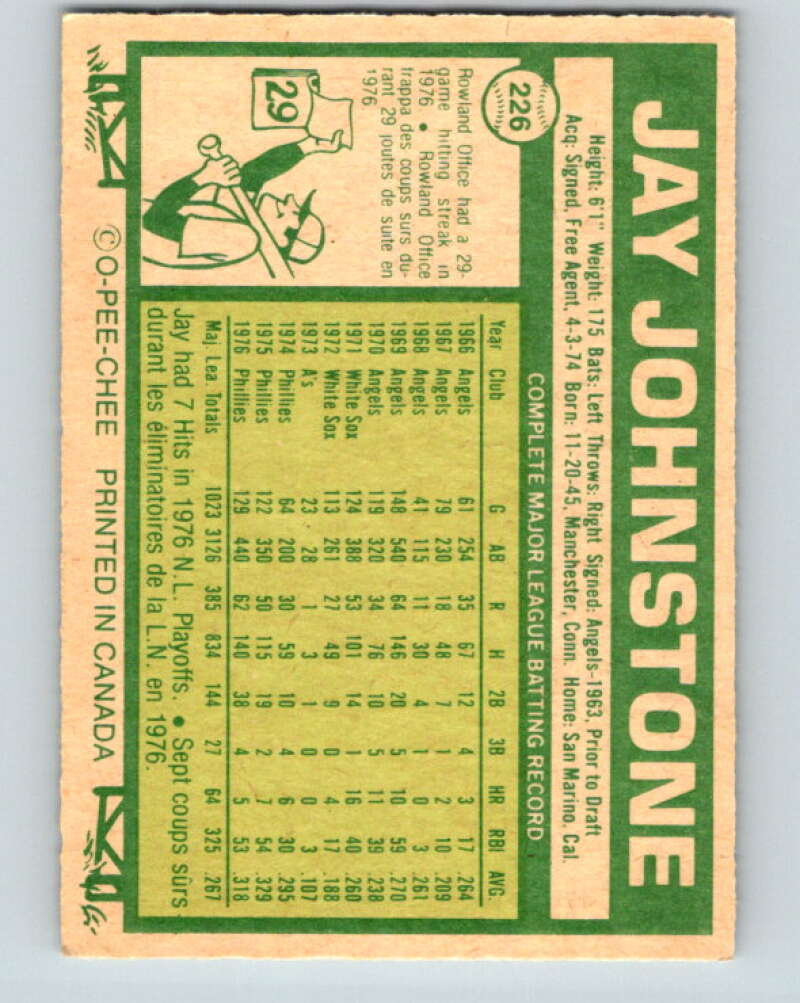 226
JAY JOHNSTONE
Height: 6'1" Weight: 175 Bats: Left Throws: Right Signed: Angels-1963, Prior to Draft
Acq: Signed, Free Agent, 4-3-74 Born: 11-20-45, Manchester, Conn. Home: San Marino, Cal.
COMPLETE MAJOR LEAGUE BATTING RECORD
Year Club G AB R H 2B 3B HR RBI AVG
1966 Angels 61 254 35 67 12 4 3 17 .264
1967 Angels 79 230 18 48 7 1 2 10 .209
1968 Angels 41 115 11 30 4 1 0 3 .261
1969 Angels 148 540 64 146 20 5 10 59 .270
1970 Angels 119 320 34 76 10 5 11 39 .238
1971 White Sox 124 388 53 101 14 1 16 40 .260
1972 White Sox 113 261 27 49 9 0 4 17 .188
1973 A's 23 28 1 3 1 0 0 3 .107
1974 Phillies 64 200 30 59 10 4 6 30 .295
1975 Phillies 122 350 50 115 19 2 7 54 .329
1976 Phillies 129 440 62 140 38 4 5 53 .318
Maj. Lea. Totals 1023 3126 385 834 144 27 64 325 .267
Jay had 7 Hits in 1976 N.L. Playoffs. • Sept coups sûrs
durant les éliminatoires de la L.N. en 1976.
Rowland Office had a 29-
game hitting streak in
1976 • Rowland Office
frappa des coups surs du-
rant 29 joutes de suite en
1976
29
© O-PEE-CHEE PRINTED IN CANADA